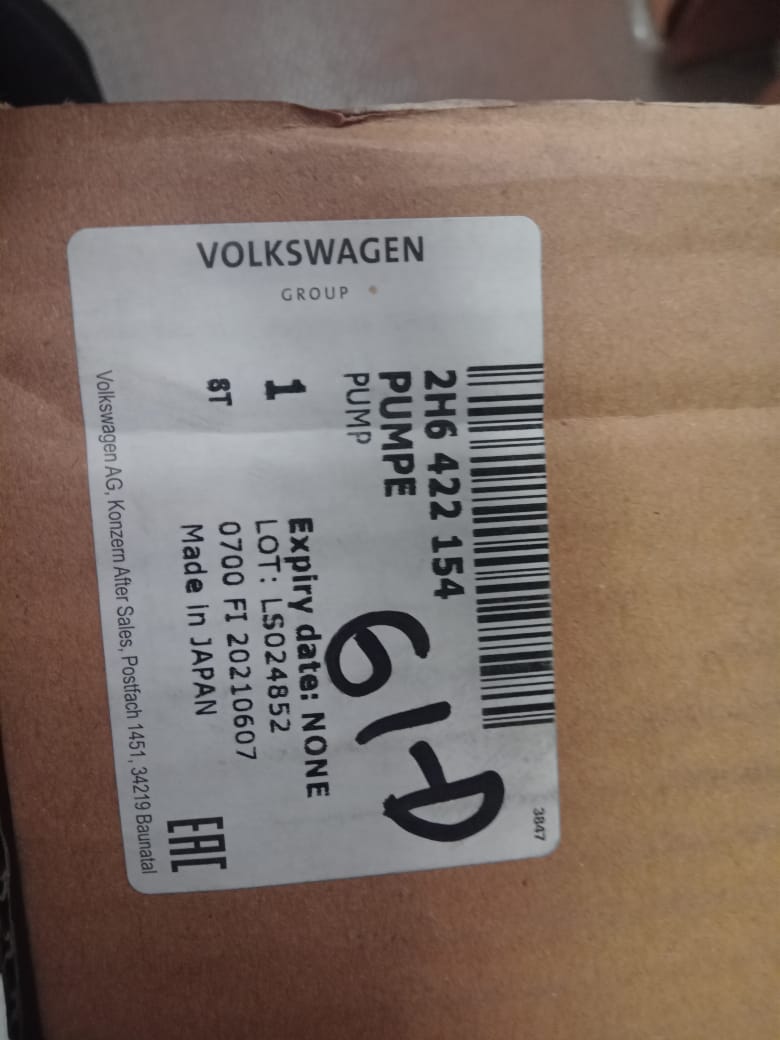 VOLKSWAGEN
GROUP
2H6 422 154
PUMPE
PUMP
1
8T
Expiry date: NONE
LOT: LS024852
0700 FI 20210607
Made in JAPAN
Volkswagen AG, Konzern After Sales, Postfach 1451, 34219 Baunatal
EAC
3847
61-D